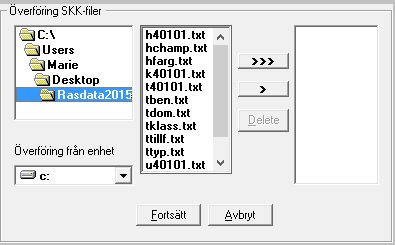 Överföring SKK-filer
C:\
Users
Marie
Desktop
Rasdata2015
h40101.txt
hchamp.txt
hfarg.txt
k40101.txt
t40101.txt
tben.txt
tdom.txt
tklass.txt
ttillf.txt
ttyp.txt
u40101.txt
>>>
>
Delete
Överföring från enhet
c:
Fortsätt
Avbryt